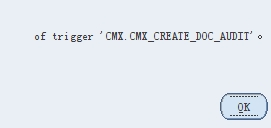 of trigger 'CMX.CMX_CREATE_DOC_AUDIT'。
OK